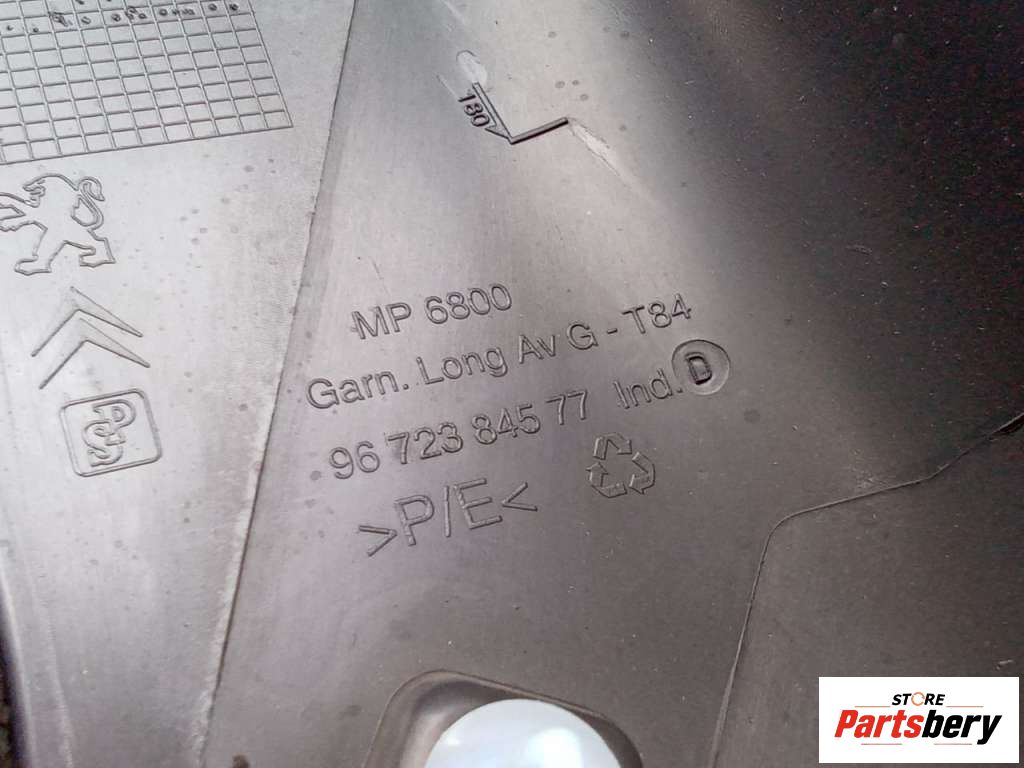 180
MP 6800
Garn. Long Av G - T84
96 723 845 77 Ind. D
>P/E<
STORE
Partsbery